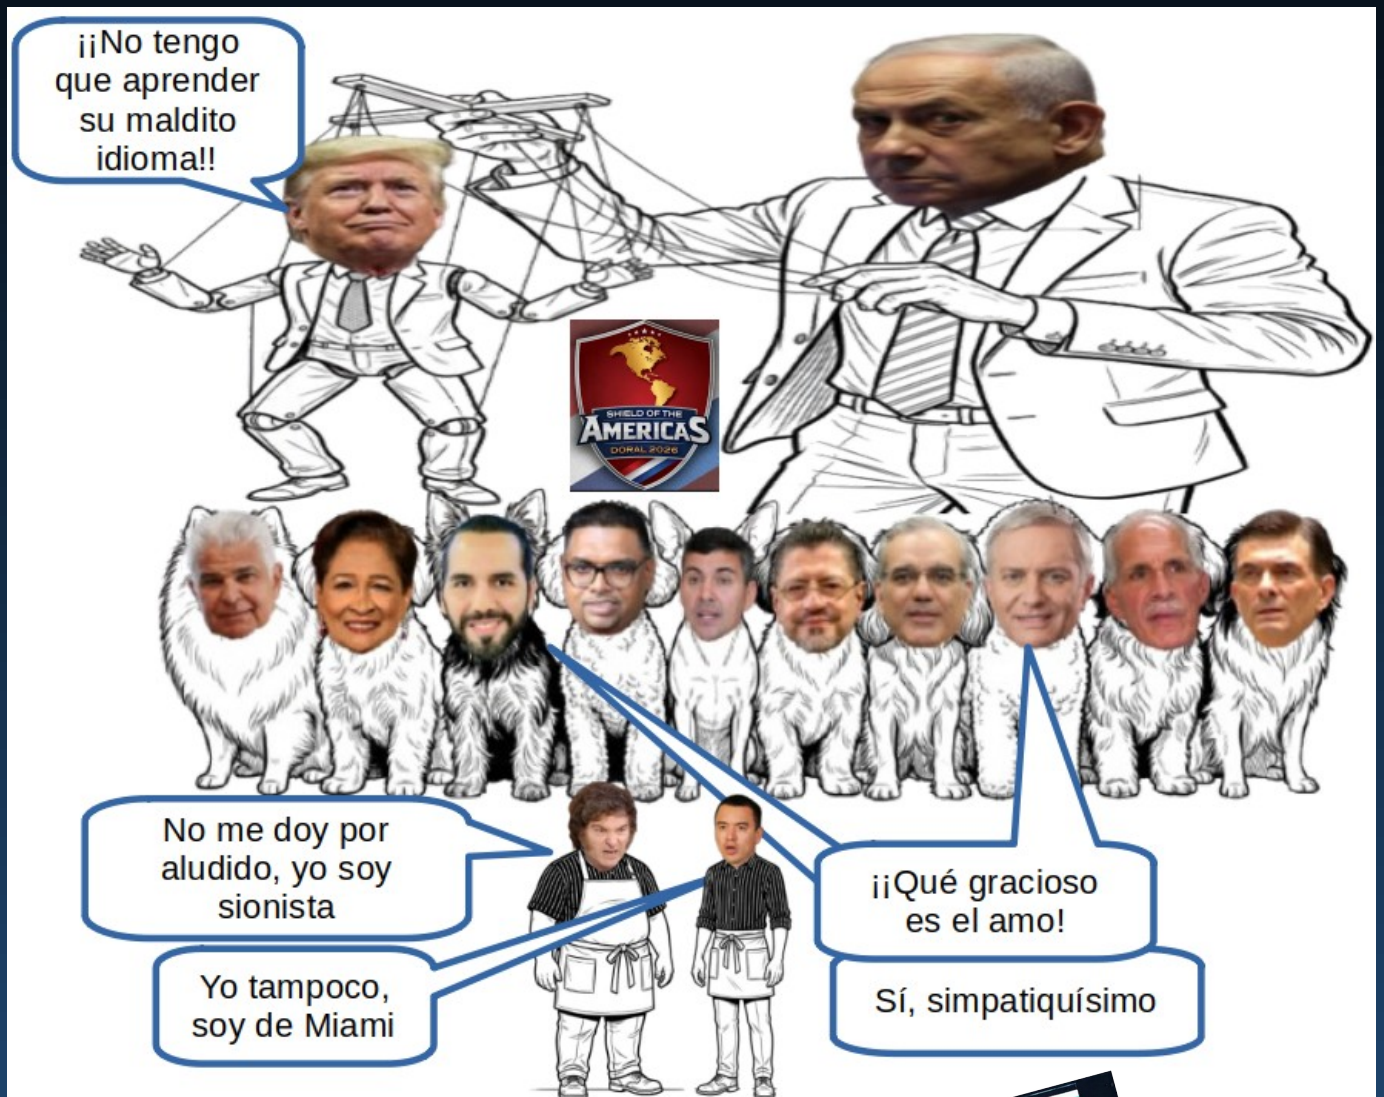 ¡¡No tengo
que aprender
su maldito
idioma!!
SHIELD OF THE
AMERICAS
DORAL 2026
No me doy por
aludido, yo soy
sionista
¡¡Qué gracioso
es el amo!
Yo tampoco,
soy de Miami
Sí, simpatiquísimo